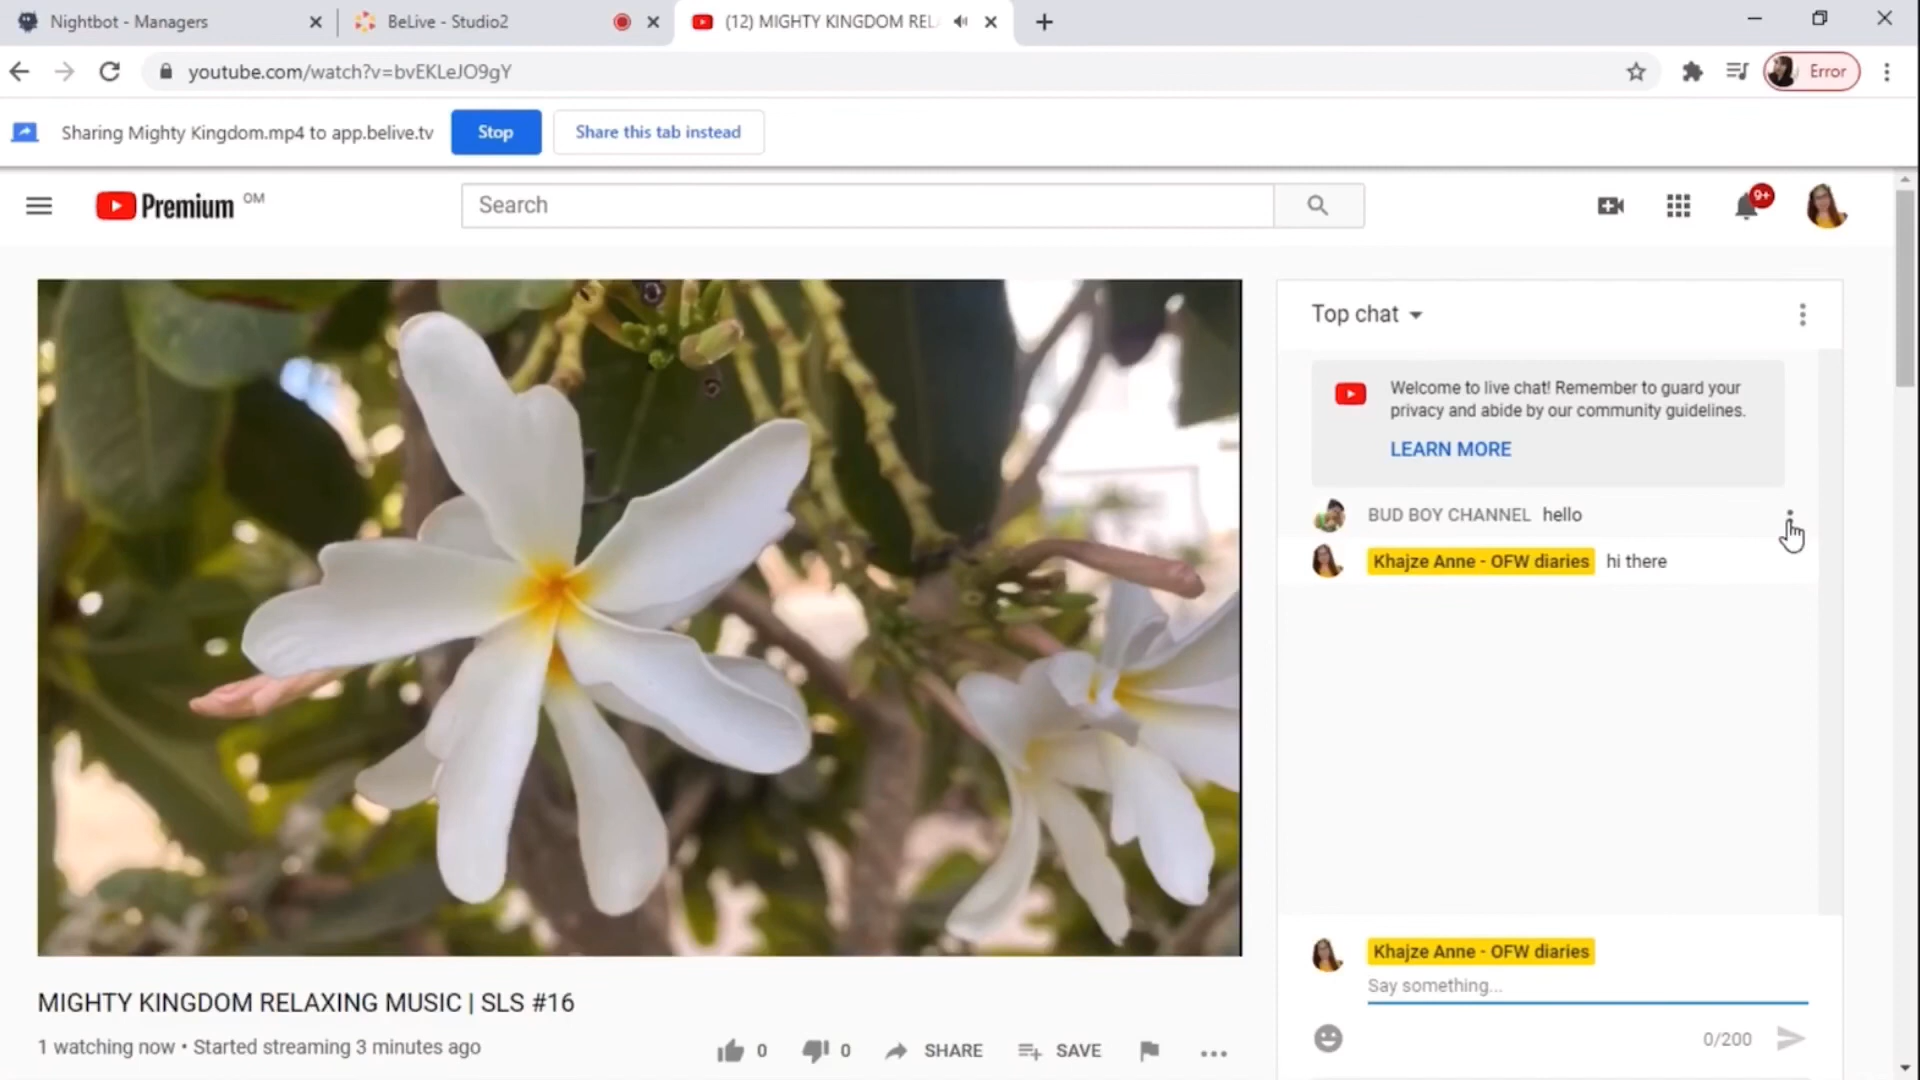 Nightbot - Managers
BeLive - Studio2
(12) MIGHTY KINGDOM REL
youtube.com/watch?v=bvEKLeJO9gY
Error
Sharing Mighty Kingdom.mp4 to app.belive.tv
Stop
Share this tab instead
Premium OM
Search
9+
Top chat
Welcome to live chat! Remember to guard your
privacy and abide by our community guidelines.
LEARN MORE
BUD BOY CHANNEL hello
Khajze Anne - OFW diaries hi there
Khajze Anne - OFW diaries
Say something...
0/200
MIGHTY KINGDOM RELAXING MUSIC | SLS #16
1 watching now • Started streaming 3 minutes ago
0
0
SHARE
SAVE